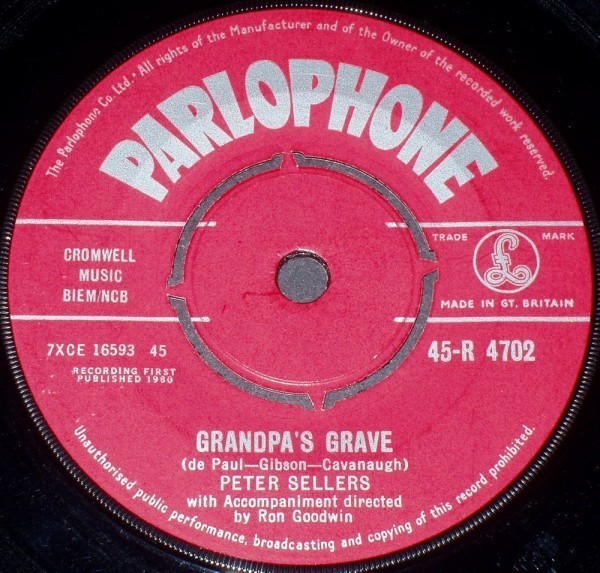 The Parlophone Co. Ltd. • All rights of the Manufacturer and of the Owner of the recorded work reserved.
PARLOPHONE
CROMWELL
MUSIC
BIEM/NCB
TRADE MARK
£
MADE IN GT. BRITAIN
7XCE 16593 45
45-R 4702
RECORDING FIRST
PUBLISHED 1960
GRANDPA'S GRAVE
(de Paul—Gibson—Cavanaugh)
PETER SELLERS
with Accompaniment directed
by Ron Goodwin
Unauthorised public performance, broadcasting and copying of this record prohibited.